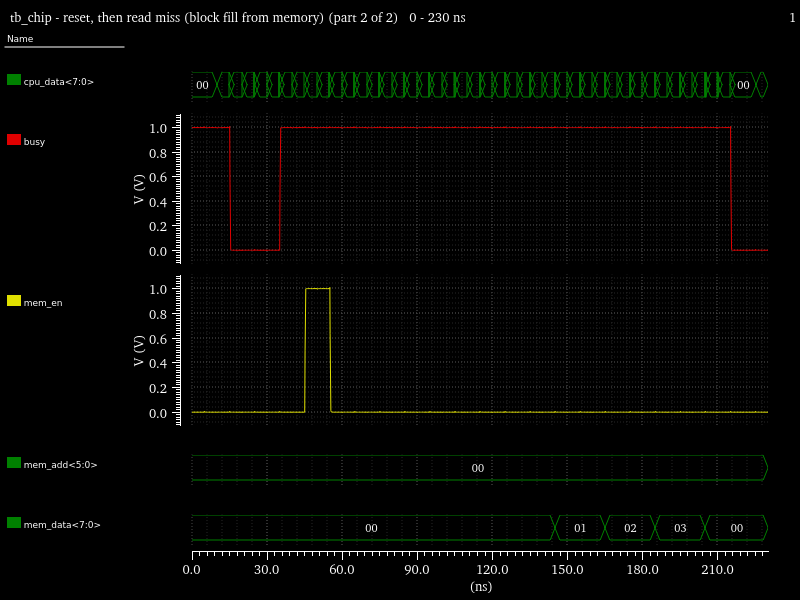 tb_chip - reset, then read miss (block fill from memory) (part 2 of 2) 0 - 230 ns 1
Name
cpu_data<7:0> 00 00
busy
V (V)
1.0
0.8
0.6
0.4
0.2
0.0
mem_en
V (V)
1.0
0.8
0.6
0.4
0.2
0.0
mem_add<5:0> 00
mem_data<7:0> 00 01 02 03 00
0.0 30.0 60.0 90.0 120.0 150.0 180.0 210.0
(ns)